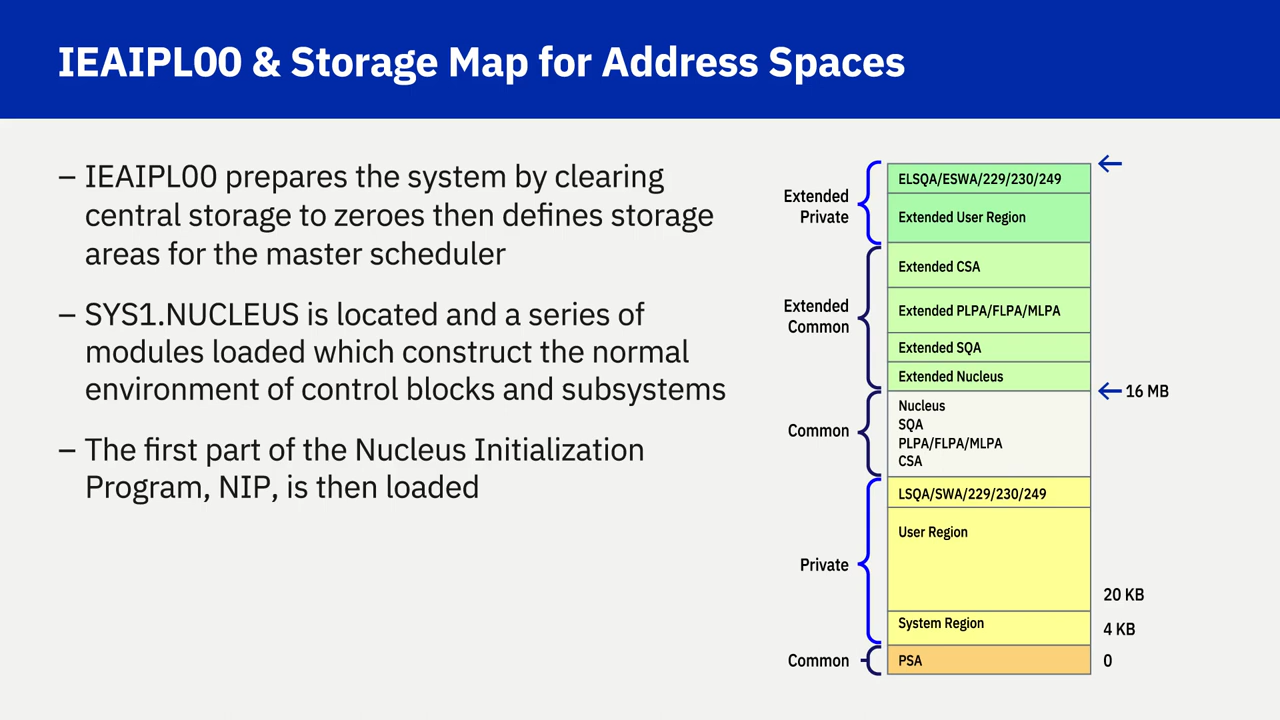 IEAIPL00 & Storage Map for Address Spaces
– IEAIPL00 prepares the system by clearing
central storage to zeroes then defines storage
areas for the master scheduler
– SYS1.NUCLEUS is located and a series of
modules loaded which construct the normal
environment of control blocks and subsystems
– The first part of the Nucleus Initialization
Program, NIP, is then loaded
Extended
Private
ELSQA/ESWA/229/230/249
Extended User Region
Extended
Common
Extended CSA
Extended PLPA/FLPA/MLPA
Extended SQA
Extended Nucleus
16 MB
Common
Nucleus
SQA
PLPA/FLPA/MLPA
CSA
Private
LSQA/SWA/229/230/249
User Region
20 KB
System Region
4 KB
Common
PSA
0